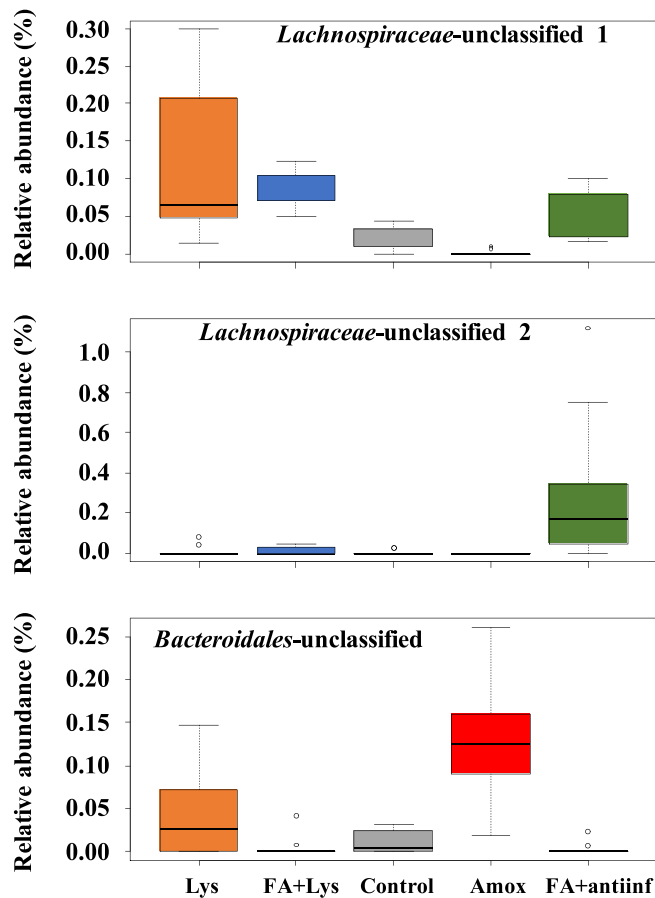 Lachnospiraceae-unclassified 1
Relative abundance (%)
0.30
0.25
0.20
0.15
0.10
0.05
0.00
Lachnospiraceae-unclassified 2
Relative abundance (%)
1.0
0.8
0.6
0.4
0.2
0.0
Bacteroidales-unclassified
Relative abundance (%)
0.25
0.20
0.15
0.10
0.05
0.00
Lys FA+Lys Control Amox FA+antiinf